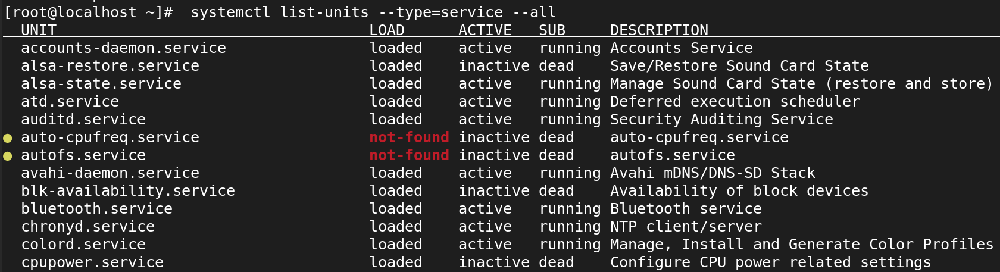 [root@localhost ~]#  systemctl list-units --type=service --all
  UNIT                                   LOAD      ACTIVE   SUB     DESCRIPTION
  accounts-daemon.service                loaded    active   running Accounts Service
  alsa-restore.service                   loaded    inactive dead    Save/Restore Sound Card State
  alsa-state.service                     loaded    active   running Manage Sound Card State (restore and store)
  atd.service                            loaded    active   running Deferred execution scheduler
  auditd.service                         loaded    active   running Security Auditing Service
● auto-cpufreq.service                   not-found inactive dead    auto-cpufreq.service
● autofs.service                         not-found inactive dead    autofs.service
  avahi-daemon.service                   loaded    active   running Avahi mDNS/DNS-SD Stack
  blk-availability.service               loaded    inactive dead    Availability of block devices
  bluetooth.service                      loaded    active   running Bluetooth service
  chronyd.service                        loaded    active   running NTP client/server
  colord.service                         loaded    active   running Manage, Install and Generate Color Profiles
  cpupower.service                       loaded    inactive dead    Configure CPU power related settings